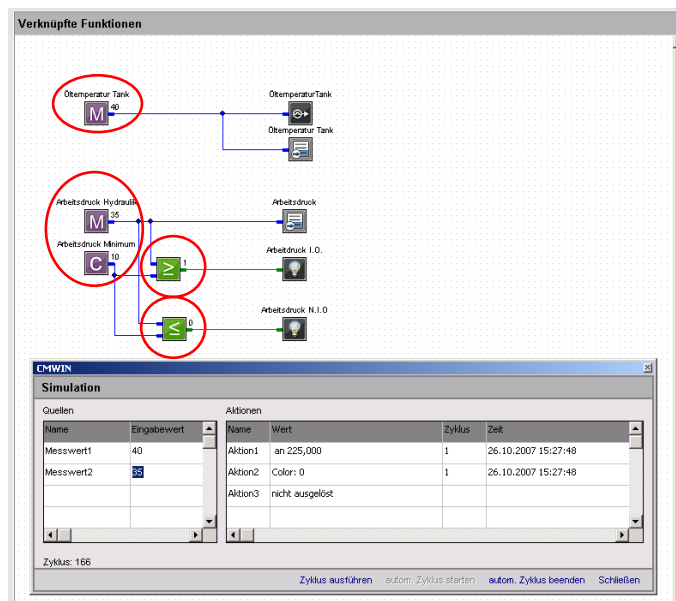 Verknüpfte Funktionen
Öltemperatur Tank
40
M
ÖltemperaturTank
Öltemperatur Tank
Arbeitsdruck Hydraulik
35
M
Arbeitsdruck
Arbeitsdruck Minimum
10
C
≥
1
Arbeitdruck I.O.
≤
0
Arbeitsdruck N.I.O
CMWIN
Simulation
Quellen
Aktionen
Name Eingabewert
Name Wert Zyklus Zeit
Messwert1 40
Aktion1 an 225,000 1 26.10.2007 15:27:48
Messwert2 35
Aktion2 Color: 0 1 26.10.2007 15:27:48
Aktion3 nicht ausgelöst
Zyklus: 166
Zyklus ausführen autom. Zyklus starten autom. Zyklus beenden Schließen